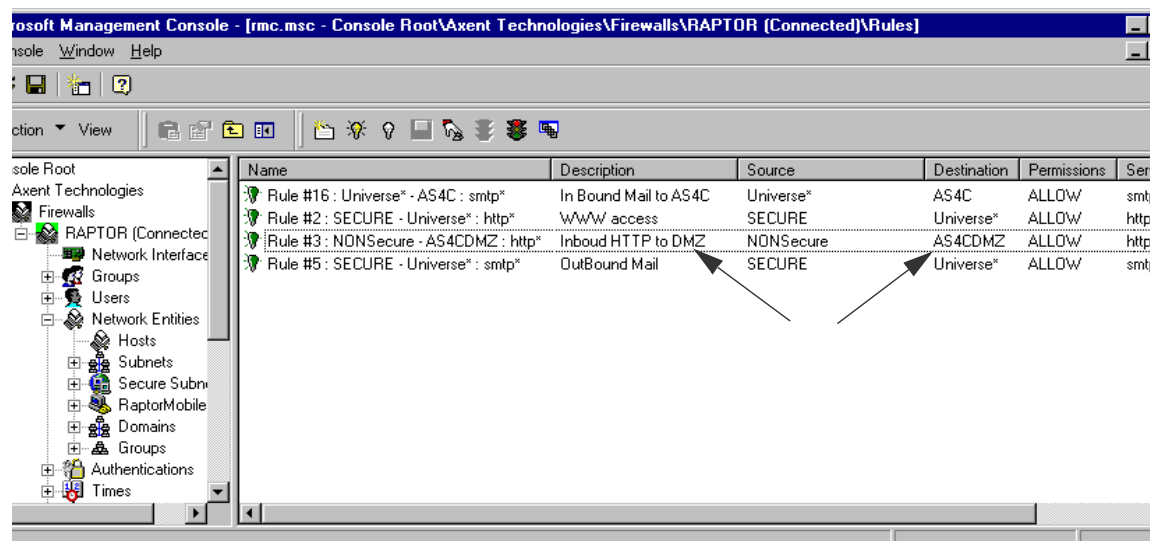 rosoft Management Console - [rmc.msc - Console Root\Axent Technologies\Firewalls\RAPTOR (Connected)\Rules]
nsole Window Help
ction View
sole Root
Axent Technologies
Firewalls
RAPTOR (Connected
Network Interface
Groups
Users
Network Entities
Hosts
Subnets
Secure Subn
RaptorMobile
Domains
Groups
Authentications
Times
Name Description Source Destination Permissions Ser
Rule #16 : Universe* - AS4C : smtp* In Bound Mail to AS4C Universe* AS4C ALLOW smt
Rule #2 : SECURE - Universe* : http* WWW access SECURE Universe* ALLOW http
Rule #3 : NONSecure - AS4CDMZ : http* Inboud HTTP to DMZ NONSecure AS4CDMZ ALLOW http
Rule #5 : SECURE - Universe* : smtp* OutBound Mail SECURE Universe* ALLOW smt